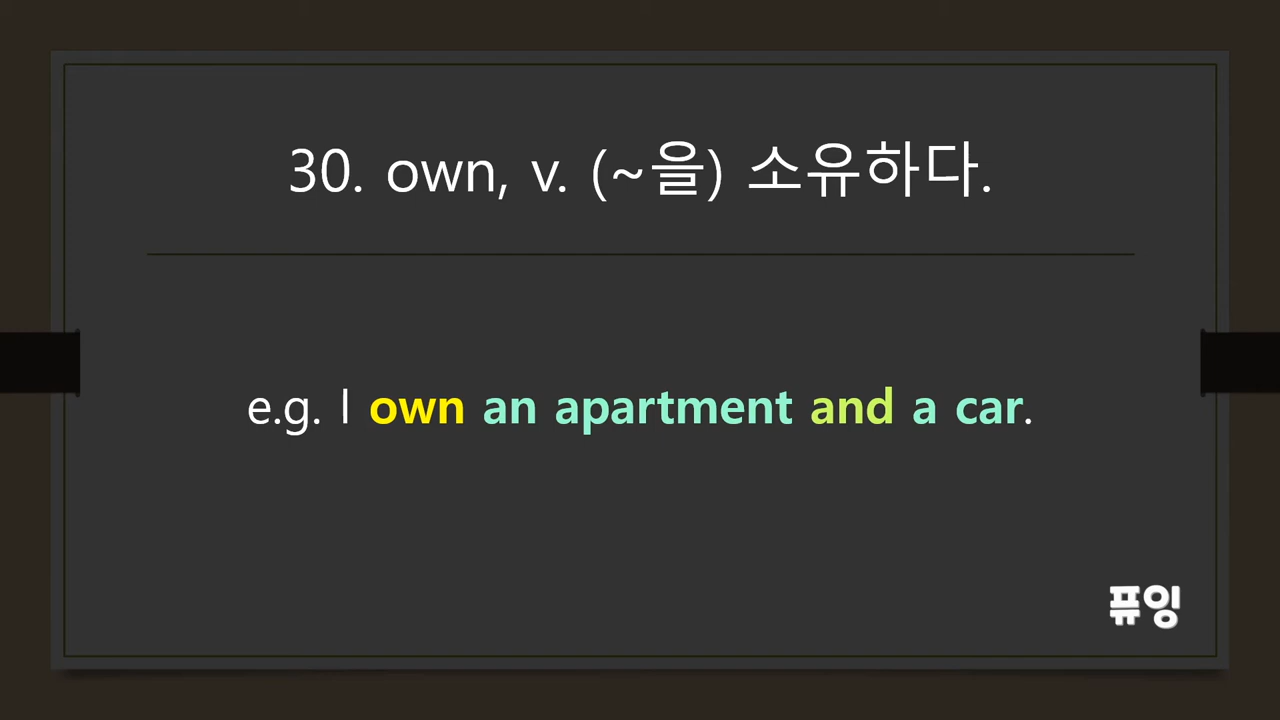 30. own, v. (~을) 소유하다.
e.g. I own an apartment and a car.
퓨잉